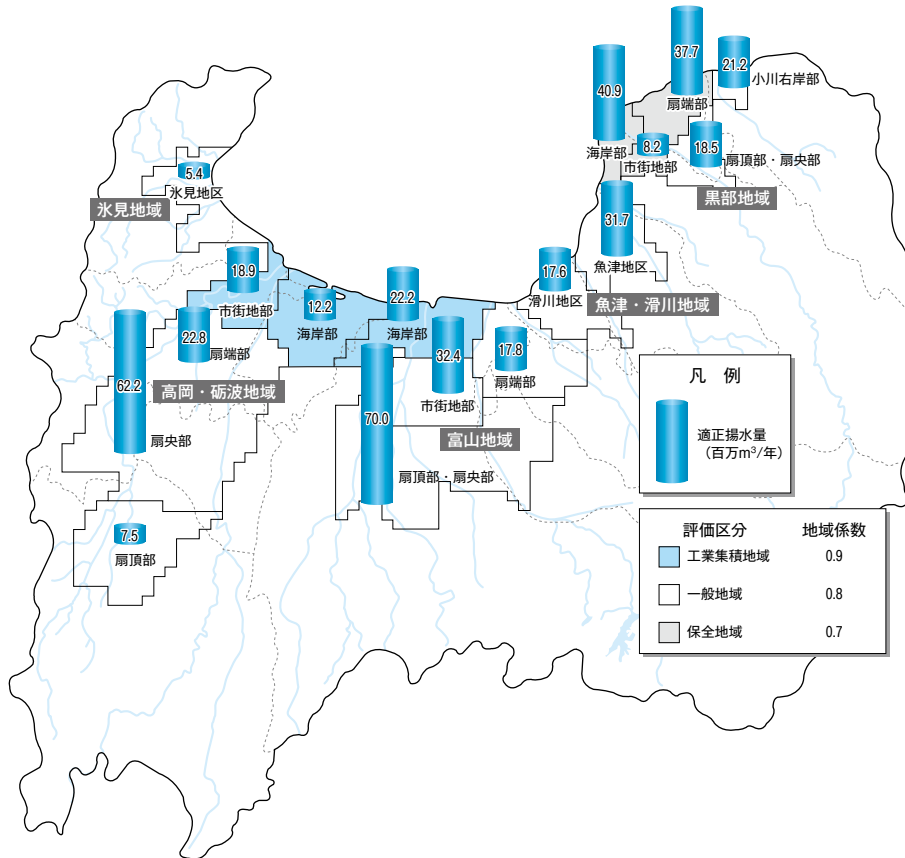 37.7
扇端部
21.2
小川右岸部
40.9
海岸部
8.2
市街地部
18.5
扇頂部・扇央部
黒部地域
5.4
氷見地区
氷見地域
31.7
魚津地区
17.6
滑川地区
魚津・滑川地域
18.9
市街地部
12.2
海岸部
22.2
海岸部
22.8
扇端部
62.2
扇央部
高岡・砺波地域
7.5
扇頂部
32.4
市街地部
17.8
扇端部
70.0
扇頂部・扇央部
富山地域
凡 例
適正揚水量
(百万m³/年)
評価区分 地域係数
工業集積地域 0.9
一般地域 0.8
保全地域 0.7